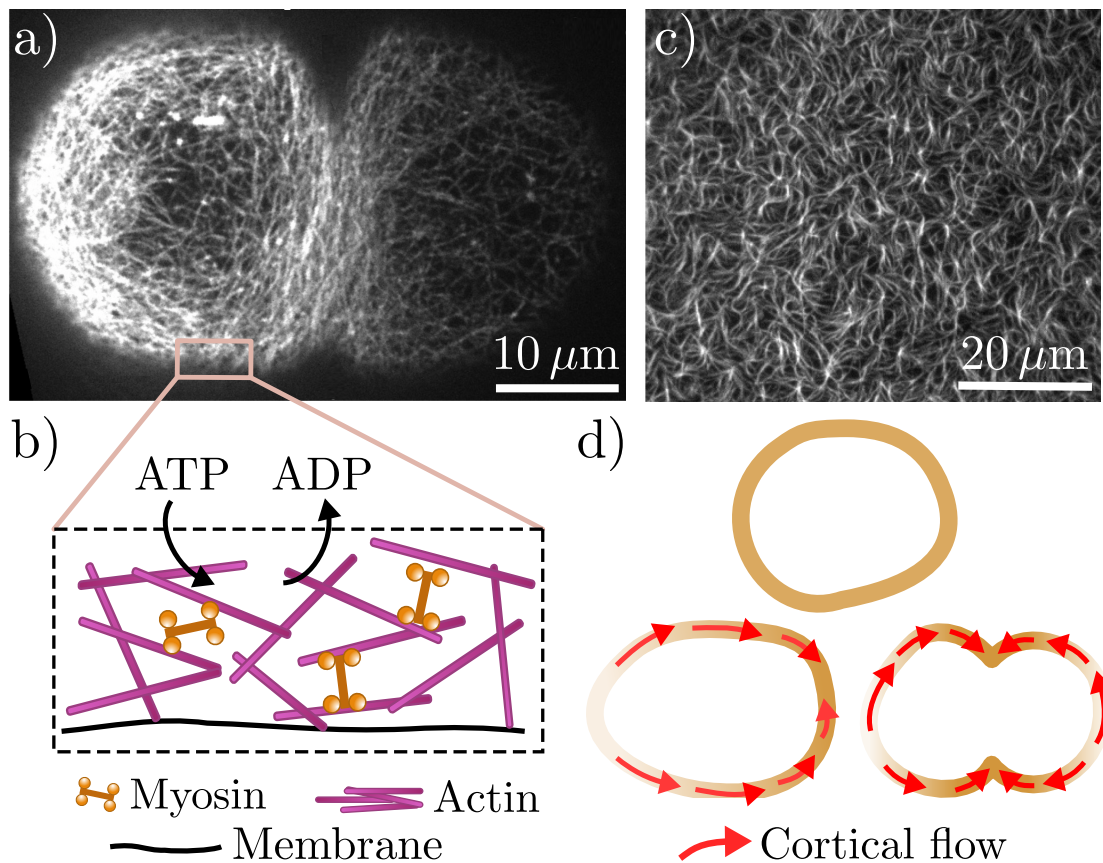 a)
c)
10 μm
20 μm
b)
d)
ATP ADP
Myosin
Actin
Membrane
Cortical flow